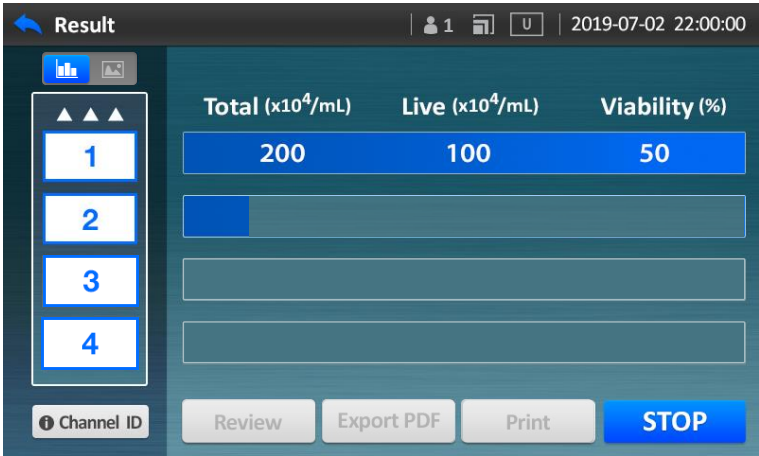 Result 1 U 2019-07-02 22:00:00
Total (x10⁴/mL) Live (x10⁴/mL) Viability (%)
1 200 100 50
2
3
4
Channel ID Review Export PDF Print STOP